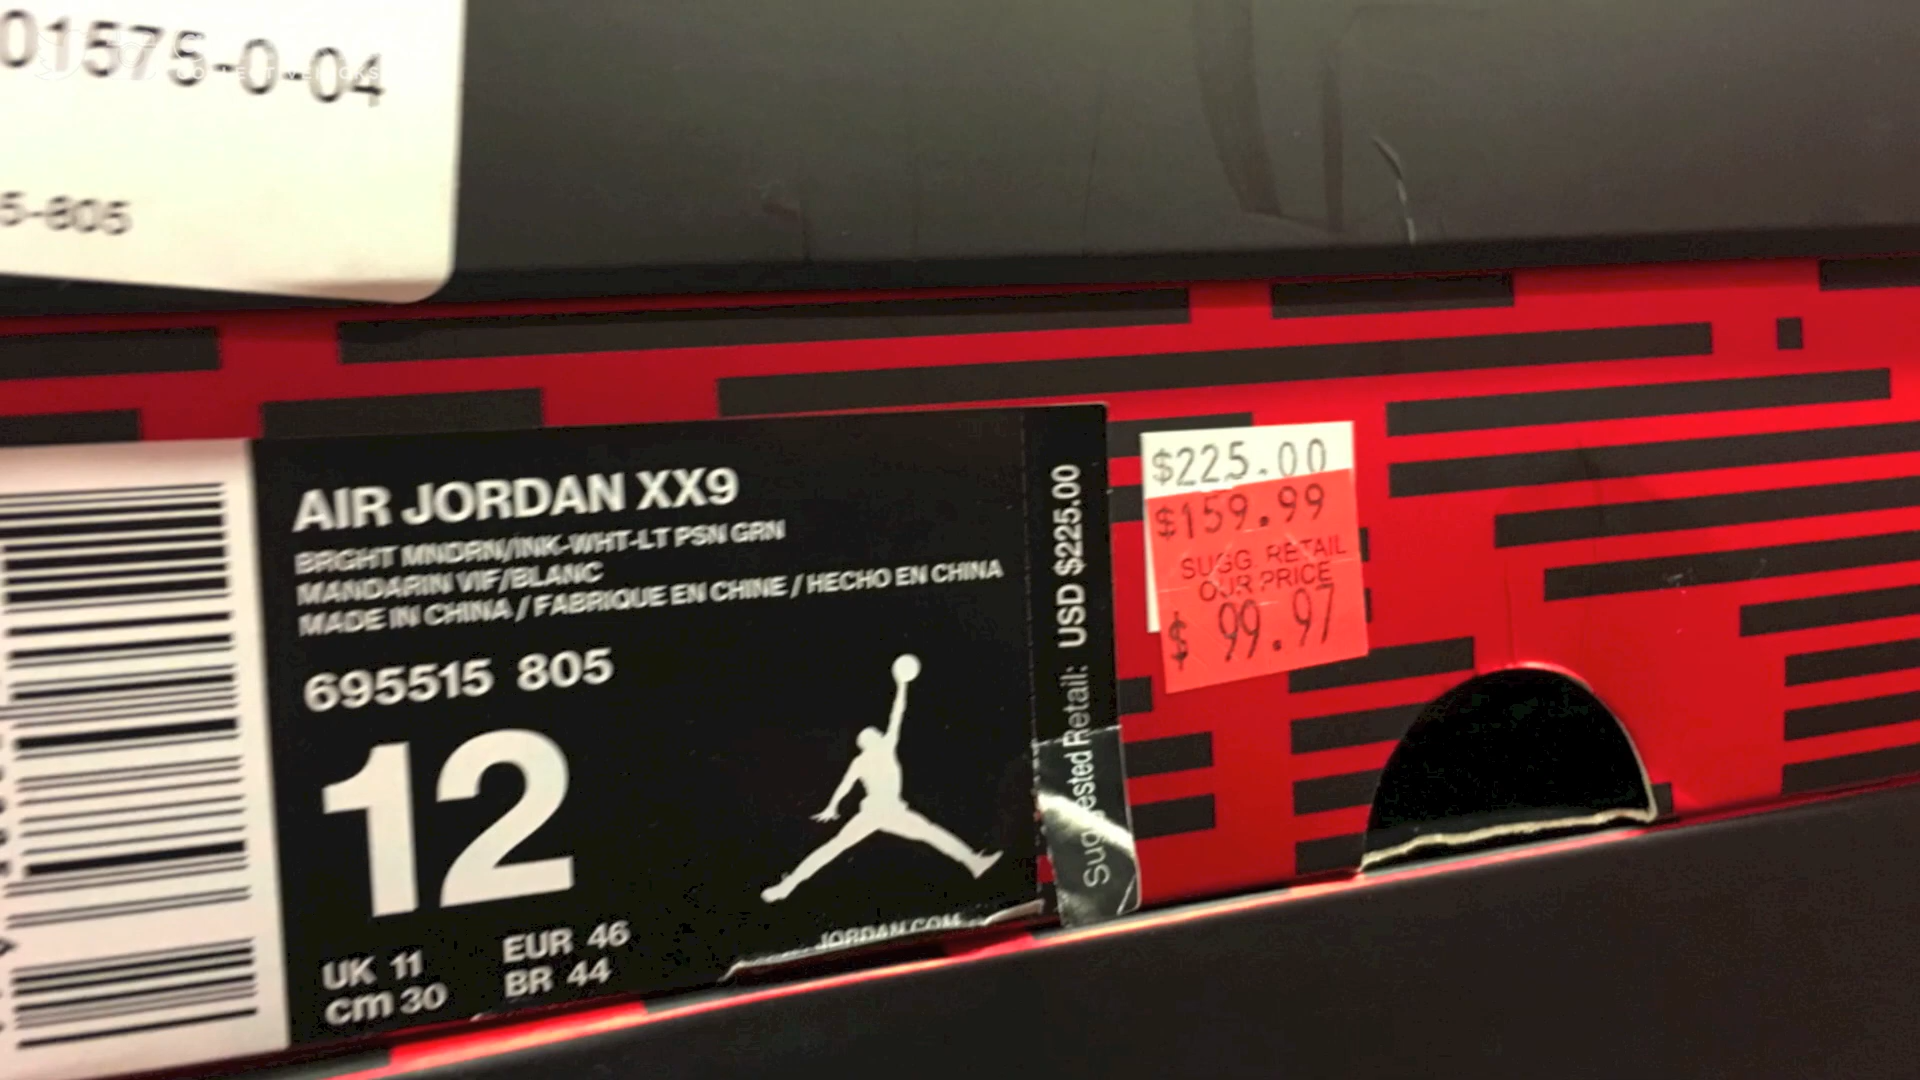 01575-0-04
5-805
AIR JORDAN XX9
BRGHT MNDRN/INK-WHT-LT PSN GRN
MANDARIN VIF/BLANC
MADE IN CHINA / FABRIQUE EN CHINE / HECHO EN CHINA
695515 805
12
UK 11
EUR 46
cm 30
BR 44
JORDAN.COM
Suggested Retail: USD $225.00
$225.00
$159.99
SUGG RETAIL
OUR PRICE
$ 99.97